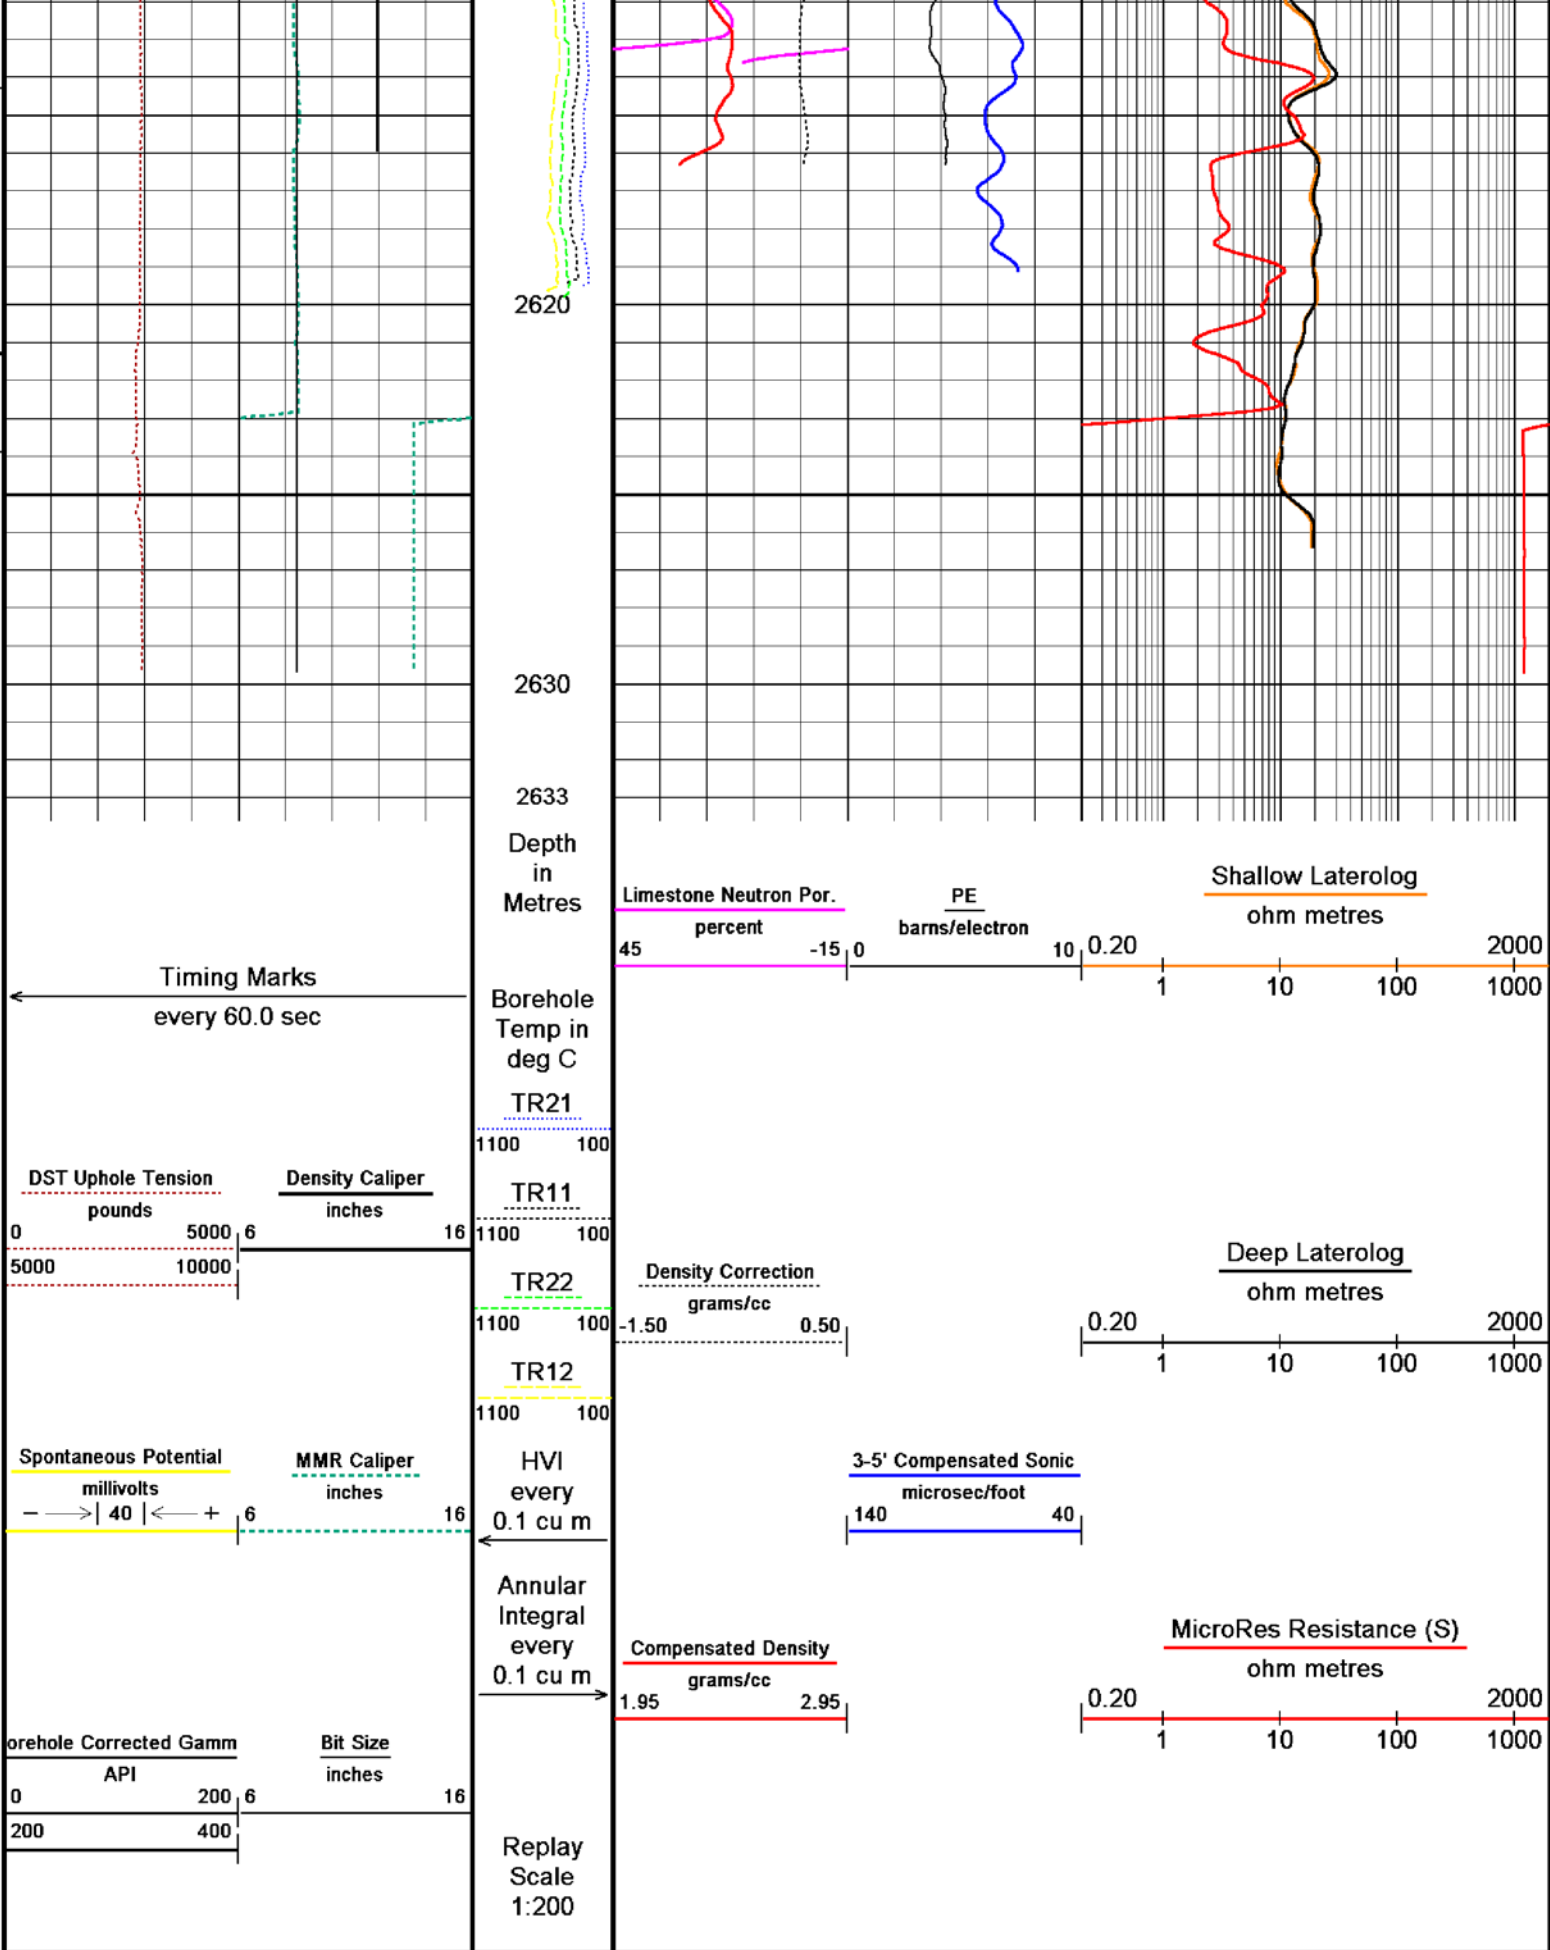 2620
2630
2633
Depth
in
Metres
Limestone Neutron Por.
percent
45 -15
PE
barns/electron
0 10
Shallow Laterolog
ohm metres
0.20 2000
1 10 100 1000
Timing Marks
every 60.0 sec
Borehole
Temp in
deg C
TR21
1100 100
DST Uphole Tension
pounds
0 5000
5000 10000
Density Caliper
inches
6 16
TR11
1100 100
TR22
1100 100
Density Correction
grams/cc
-1.50 0.50
Deep Laterolog
ohm metres
0.20 2000
1 10 100 1000
TR12
1100 100
Spontaneous Potential
millivolts
− 40 +
MMR Caliper
inches
6 16
HVI
every
0.1 cu m
3-5' Compensated Sonic
microsec/foot
140 40
Annular
Integral
every
0.1 cu m
Compensated Density
grams/cc
1.95 2.95
MicroRes Resistance (S)
ohm metres
0.20 2000
1 10 100 1000
orehole Corrected Gamm
API
0 200
200 400
Bit Size
inches
6 16
Replay
Scale
1:200